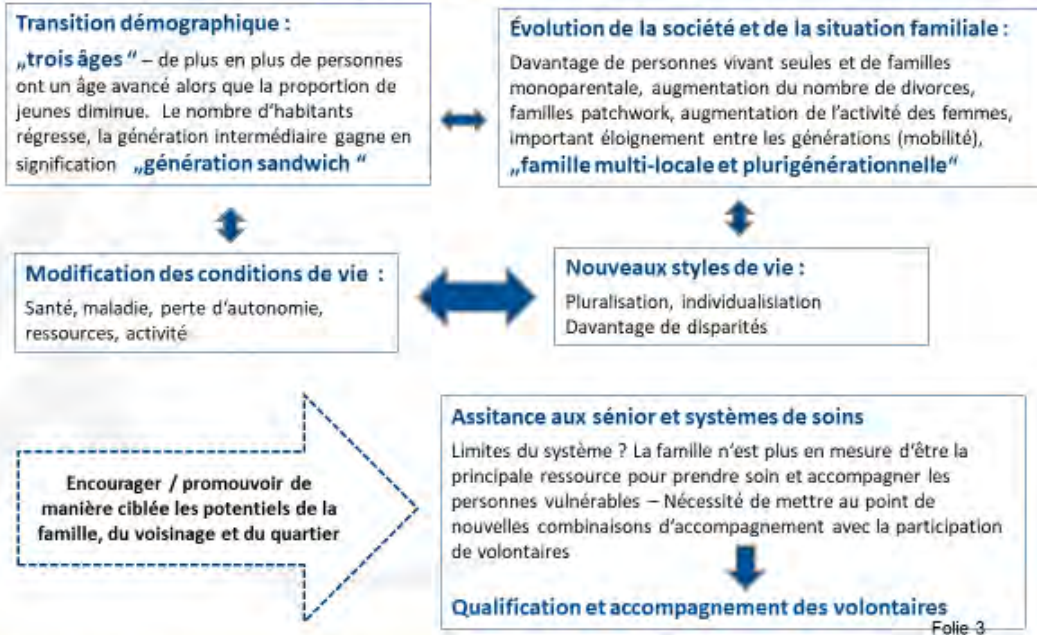 Transition démographique :
„trois âges “ – de plus en plus de personnes
ont un âge avancé alors que la proportion de
jeunes diminue. Le nombre d’habitants
régresse, la génération intermédiaire gagne en
signification „génération sandwich “
Évolution de la société et de la situation familiale :
Davantage de personnes vivant seules et de familles
monoparentale, augmentation du nombre de divorces,
familles patchwork, augmentation de l’activité des femmes,
important éloignement entre les générations (mobilité),
„famille multi-locale et plurigénérationnelle“
Modification des conditions de vie :
Santé, maladie, perte d’autonomie,
ressources, activité
Nouveaux styles de vie :
Pluralisation, individualisiation
Davantage de disparités
Encourager / promouvoir de
manière ciblée les potentiels de la
famille, du voisinage et du quartier
Assitance aux sénior et systèmes de soins
Limites du système ? La famille n’est plus en mesure d’être la
principale ressource pour prendre soin et accompagner les
personnes vulnérables – Nécessité de mettre au point de
nouvelles combinaisons d’accompagnement avec la participation
de volontaires
Qualification et accompagnement des volontaires
Folie 3